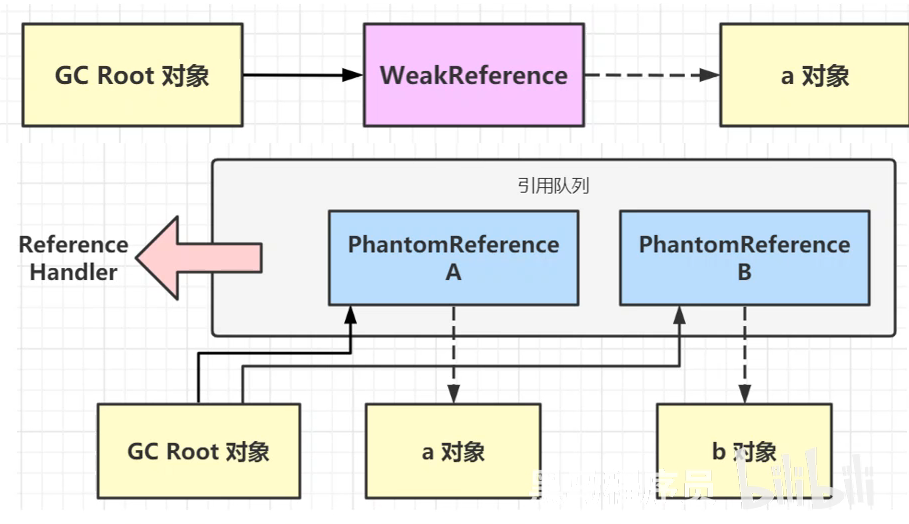 GC Root 对象
WeakReference
a 对象
引用队列
Reference
Handler
PhantomReference
A
PhantomReference
B
GC Root 对象
a 对象
b 对象
bilibili